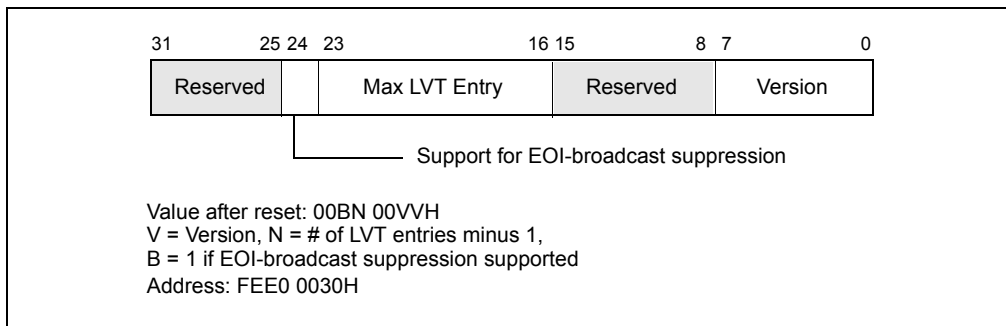 31 25 24 23 16 15 8 7 0
Reserved Max LVT Entry Reserved Version
Support for EOI-broadcast suppression
Value after reset: 00BN 00VVH
V = Version, N = # of LVT entries minus 1,
B = 1 if EOI-broadcast suppression supported
Address: FEE0 0030H